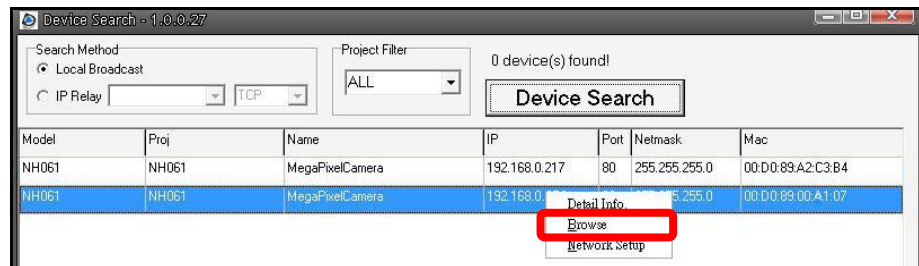 Device Search - 1.0.0.27
Search Method
Local Broadcast
IP Relay TCP
Project Filter
ALL
0 device(s) found!
Device Search
Model Proj Name IP Port Netmask Mac
NH061 NH061 MegaPixelCamera 192.168.0.217 80 255.255.255.0 00:D0:89:A2:C3:B4
NH061 NH061 MegaPixelCamera 192.168.0. 5.255.0 00:D0:89:00:A1:07
Detail Info.
Browse
Network Setup